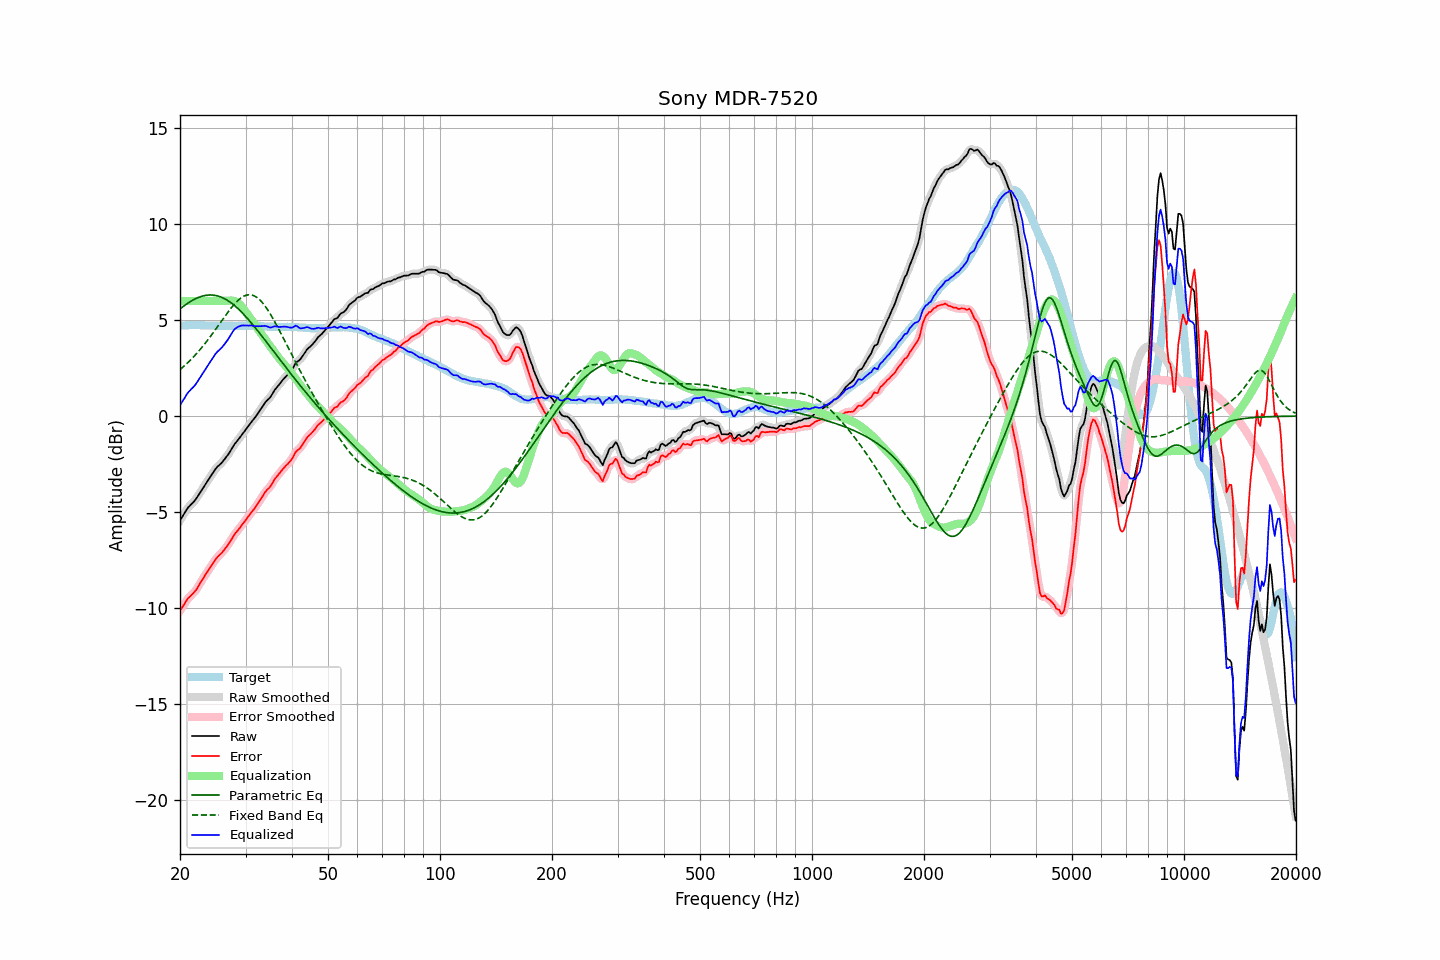 Sony MDR-7520
Amplitude (dBr)
15
10
5
0
−5
−10
−15
−20
Target
Raw Smoothed
Error Smoothed
Raw
Error
Equalization
Parametric Eq
Fixed Band Eq
Equalized
20 50 100 200 500 1000 2000 5000 10000 20000
Frequency (Hz)